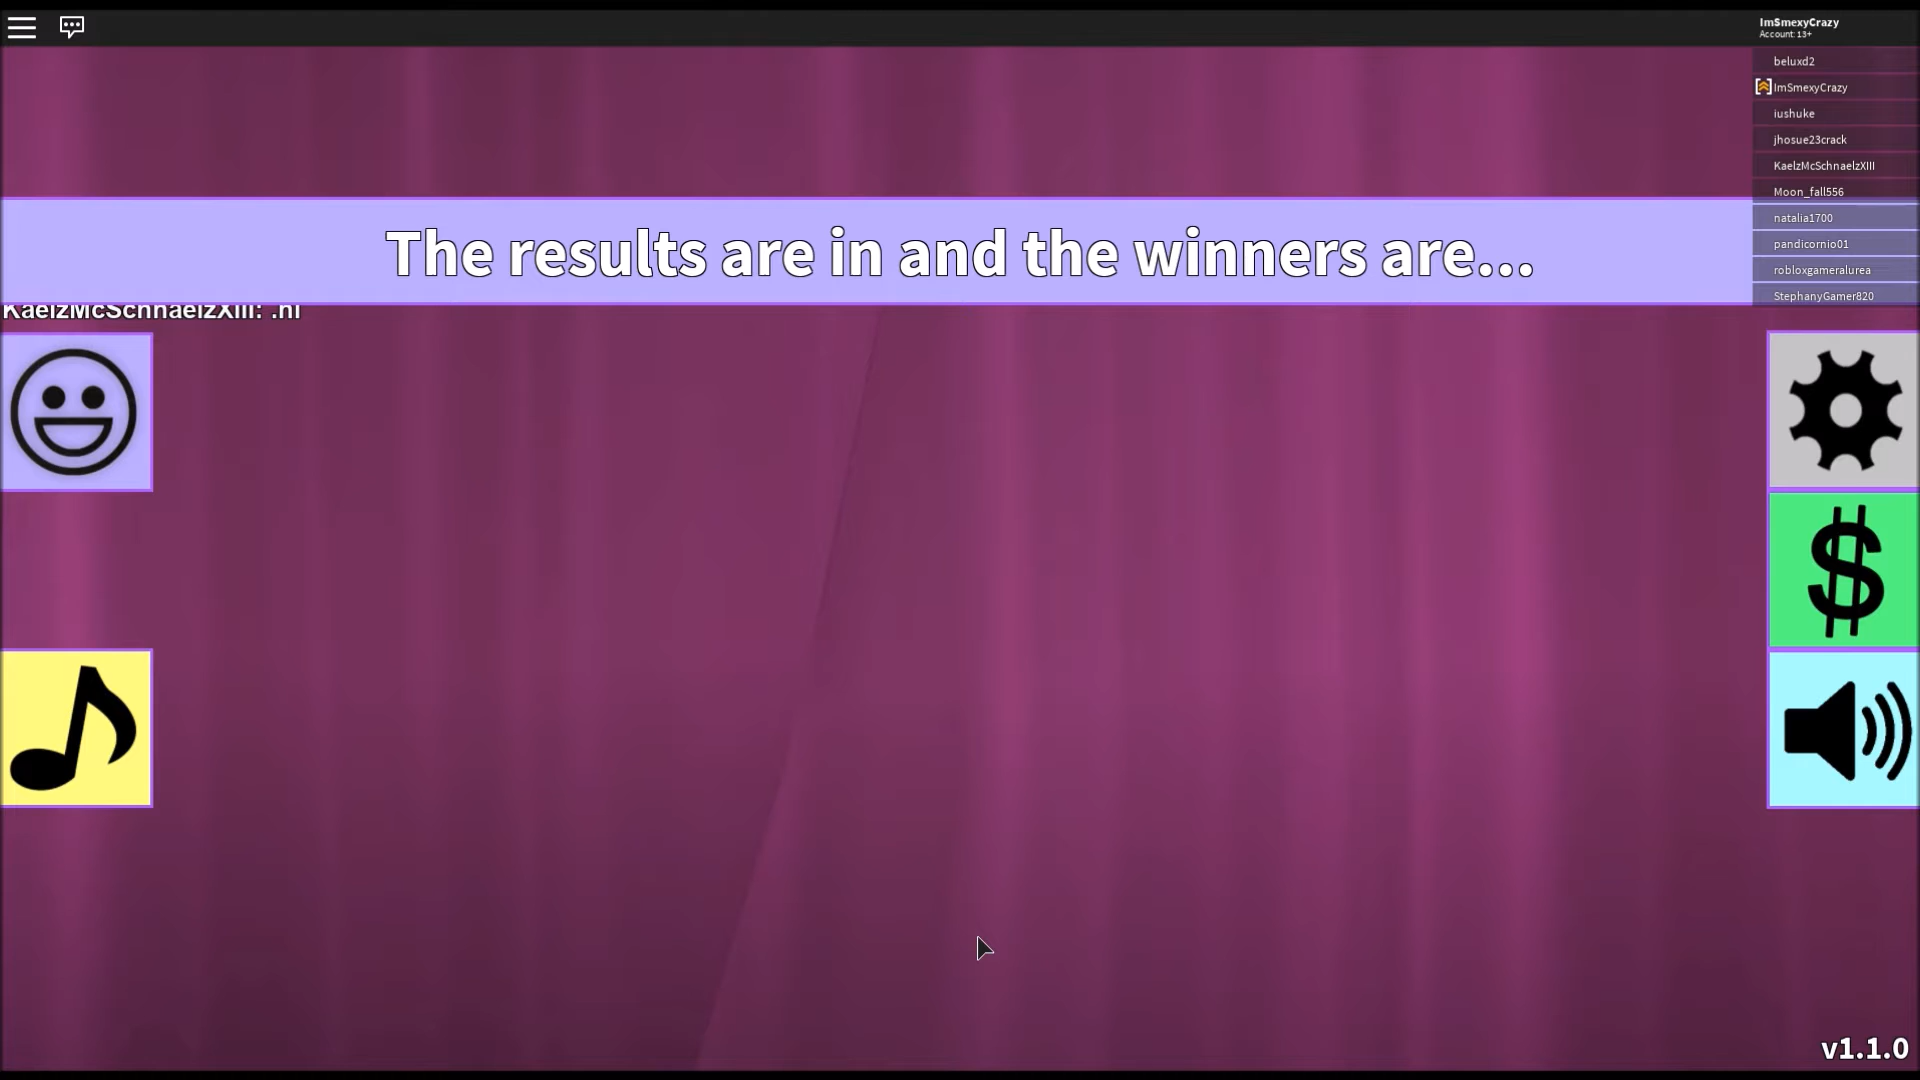 ImSmexyCrazy
Account: 13+
beluxd2
ImSmexyCrazy
iushuke
jhosue23crack
KaelzMcSchnaelzXIII
Moon_fall556
natalia1700
pandicornio01
robloxgameralurea
StephanyGamer820
The results are in and the winners are...
KaelzMcSchnaelzXIII: .nl
v1.1.0